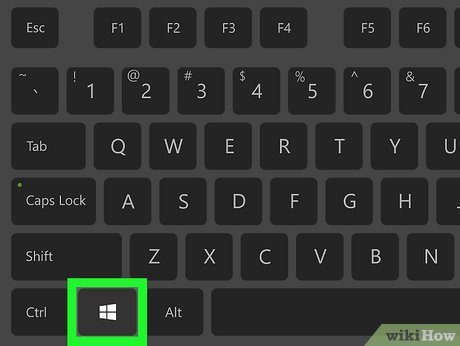 Esc F1 F2 F3 F4 F5 F6
~ ` ! 1 @ 2 # 3 $ 4 % 5 ^ 6 & 7
Tab Q W E R T Y U
Caps Lock A S D F G H
Shift Z X C V B N
Ctrl Alt
wikiHow